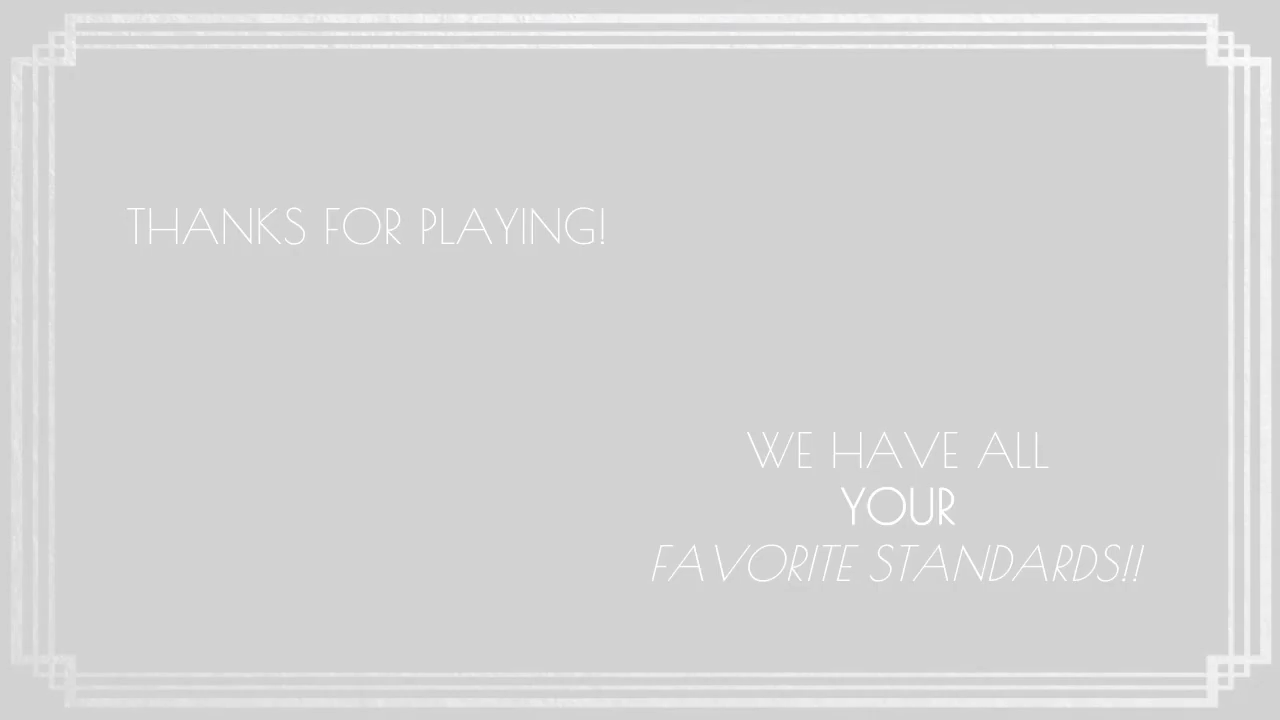 THANKS FOR PLAYING!
WE HAVE ALL
YOUR
FAVORITE STANDARDS!!